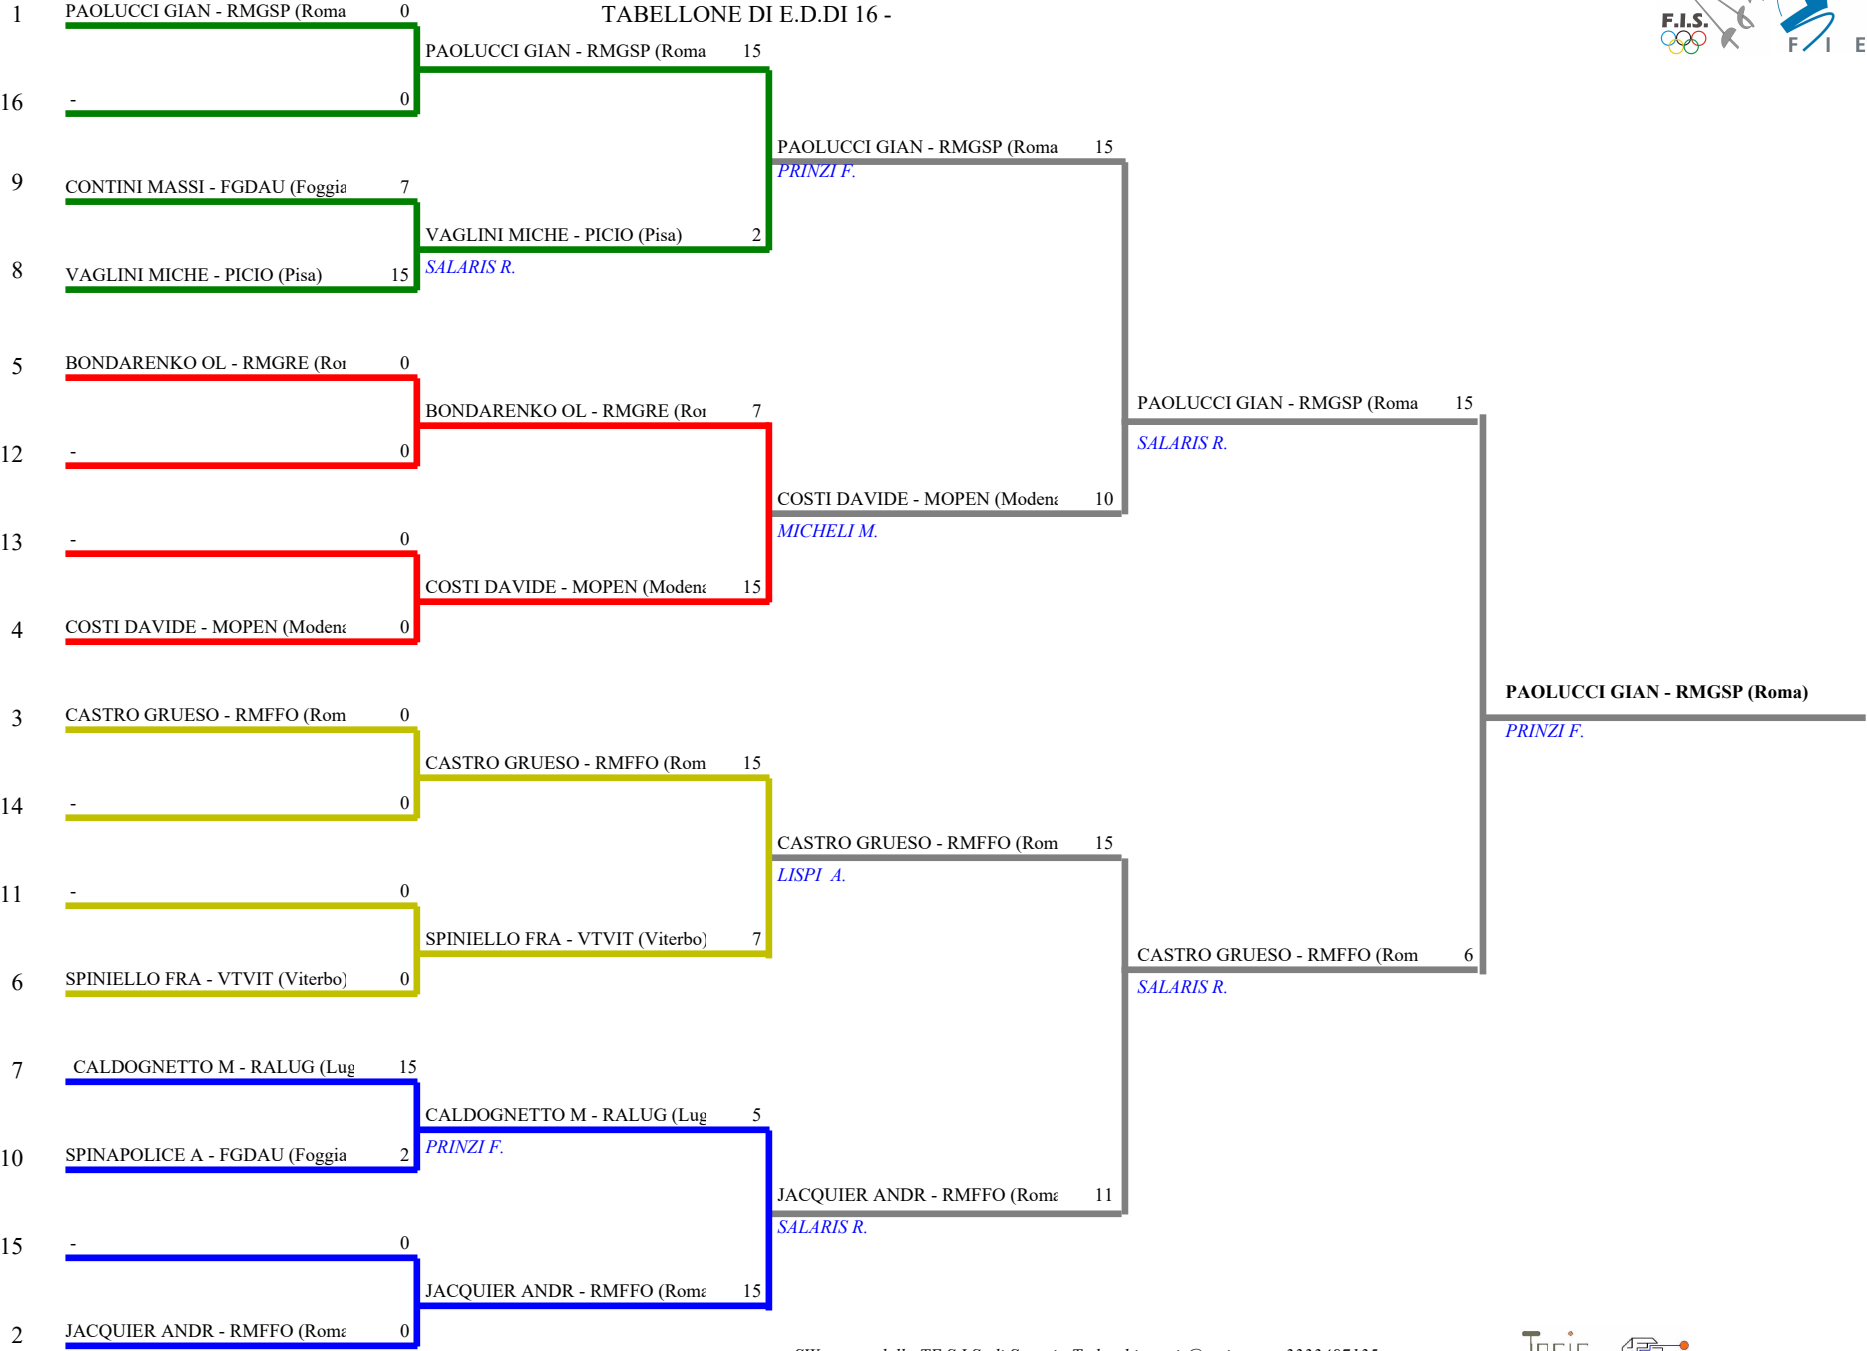 TABELLONE DI E.D.DI 16 -
F.I.S.
F I E
1 PAOLUCCI GIAN - RMGSP (Roma 0
PAOLUCCI GIAN - RMGSP (Roma 15
16 - 0
PAOLUCCI GIAN - RMGSP (Roma 15
PRINZI F.
9 CONTINI MASSI - FGDAU (Foggia 7
VAGLINI MICHE - PICIO (Pisa) 2
SALARIS R.
8 VAGLINI MICHE - PICIO (Pisa) 15
5 BONDARENKO OL - RMGRE (Ro 0
BONDARENKO OL - RMGRE (Ro 7
PAOLUCCI GIAN - RMGSP (Roma 15
SALARIS R.
12 - 0
COSTI DAVIDE - MOPEN (Modena 10
MICHELI M.
13 - 0
COSTI DAVIDE - MOPEN (Modena 15
4 COSTI DAVIDE - MOPEN (Modena 0
PAOLUCCI GIAN - RMGSP (Roma)
PRINZI F.
3 CASTRO GRUESO - RMFFO (Rom 0
CASTRO GRUESO - RMFFO (Rom 15
14 - 0
CASTRO GRUESO - RMFFO (Rom 15
LISPI A.
11 - 0
SPINIELLO FRA - VTVIT (Viterbo) 7
CASTRO GRUESO - RMFFO (Rom 6
SALARIS R.
6 SPINIELLO FRA - VTVIT (Viterbo) 0
7 CALDOGNETTO M - RALUG (Lug 15
CALDOGNETTO M - RALUG (Lug 5
PRINZI F.
10 SPINAPOLICE A - FGDAU (Foggia 2
JACQUIER ANDR - RMFFO (Roma 11
SALARIS R.
15 - 0
JACQUIER ANDR - RMFFO (Roma 15
2 JACQUIER ANDR - RMFFO (Roma 0